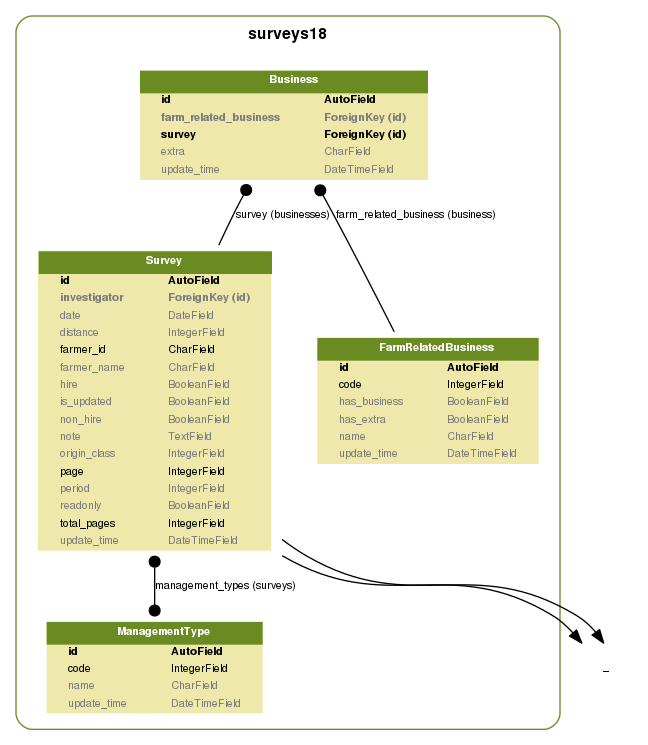 surveys18
Business
id AutoField
farm_related_business ForeignKey (id)
survey ForeignKey (id)
extra CharField
update_time DateTimeField
survey (businesses) farm_related_business (business)
Survey
id AutoField
investigator ForeignKey (id)
date DateField
distance IntegerField
farmer_id CharField
farmer_name CharField
hire BooleanField
is_updated BooleanField
non_hire BooleanField
note TextField
origin_class IntegerField
page IntegerField
period IntegerField
readonly BooleanField
total_pages IntegerField
update_time DateTimeField
FarmRelatedBusiness
id AutoField
code IntegerField
has_business BooleanField
has_extra BooleanField
name CharField
update_time DateTimeField
management_types (surveys)
ManagementType
id AutoField
code IntegerField
name CharField
update_time DateTimeField
_